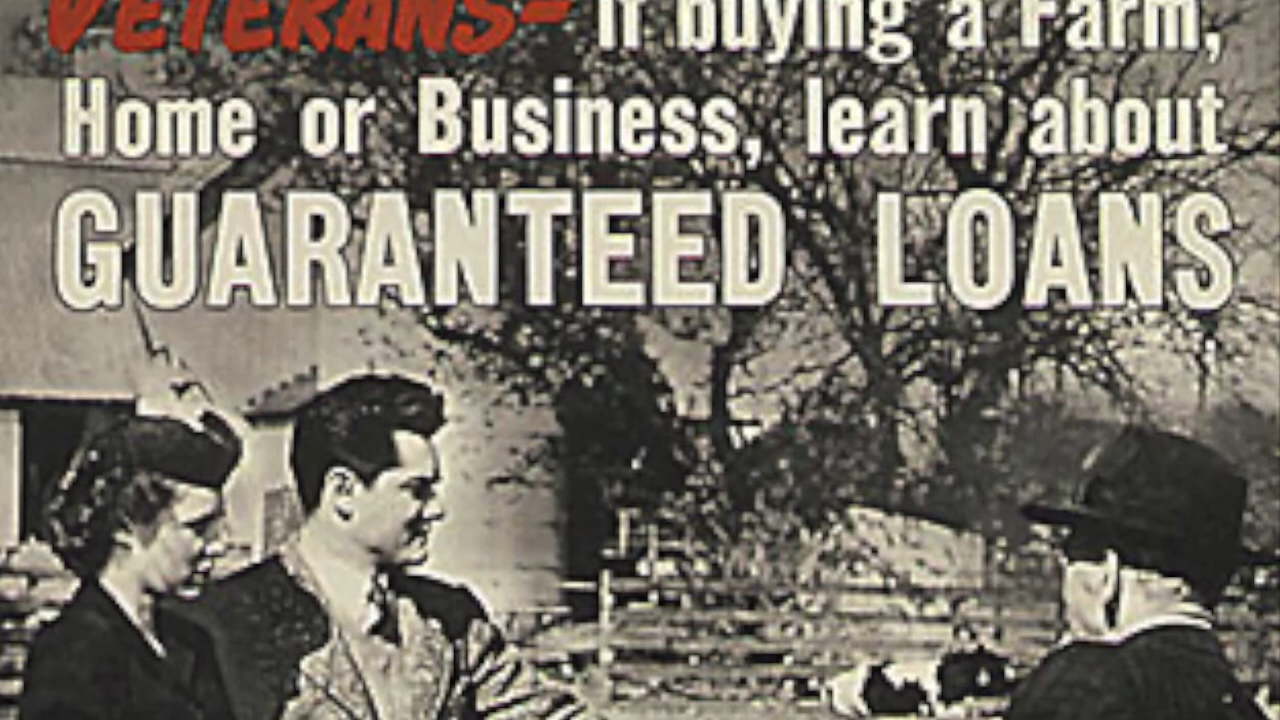 VETERANS- If buying a Farm,
Home or Business, learn about
GUARANTEED LOANS